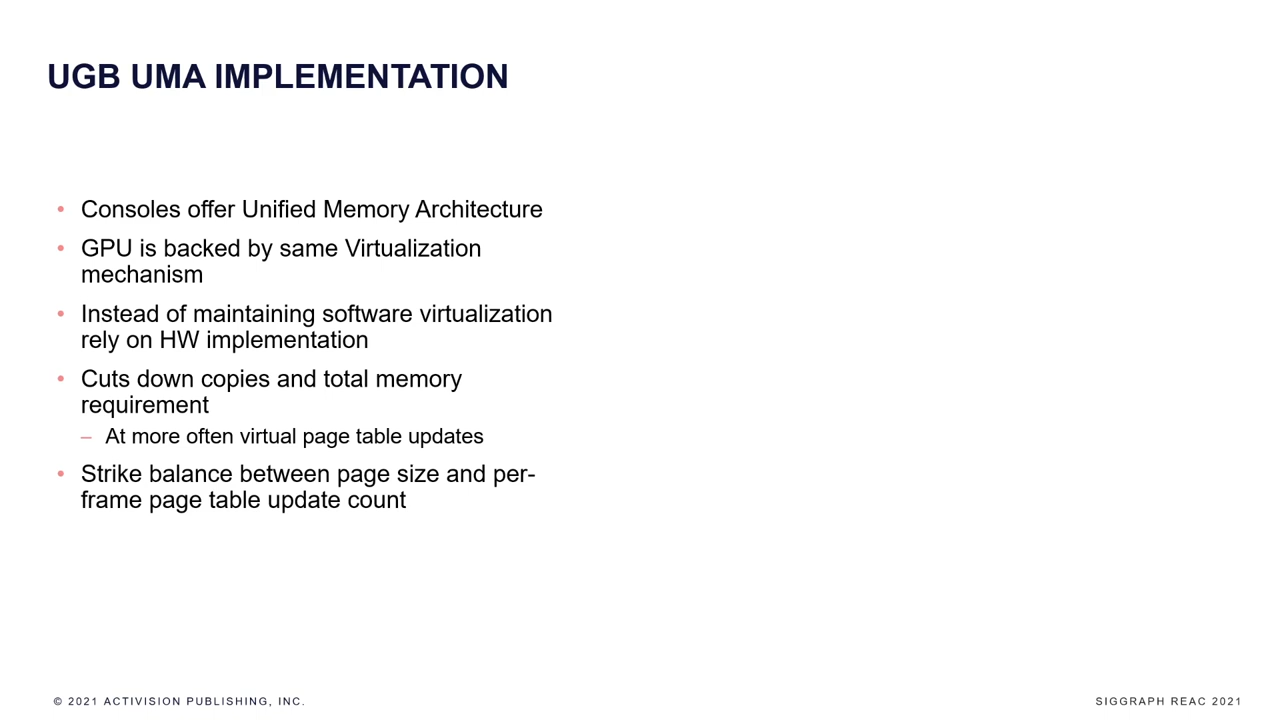 UGB UMA IMPLEMENTATION
• Consoles offer Unified Memory Architecture
• GPU is backed by same Virtualization
mechanism
• Instead of maintaining software virtualization
rely on HW implementation
• Cuts down copies and total memory
requirement
– At more often virtual page table updates
• Strike balance between page size and per-
frame page table update count
© 2021 ACTIVISION PUBLISHING, INC.
SIGGRAPH REAC 2021